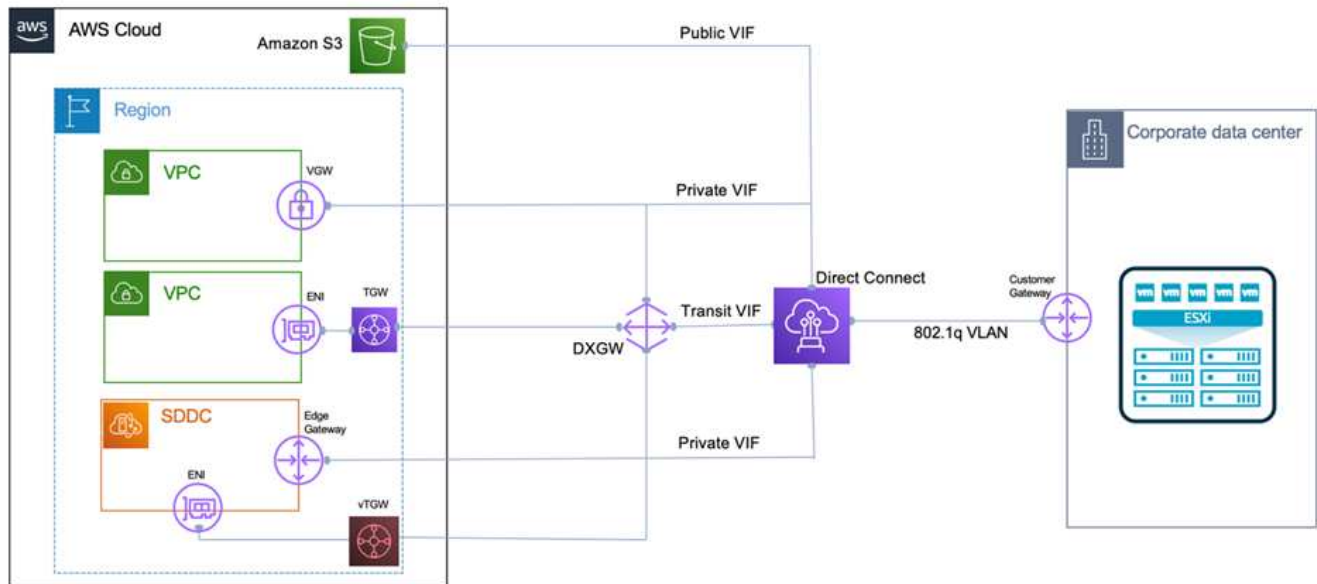 aws
AWS Cloud
Amazon S3
Public VIF
Region
Corporate data center
VPC
VGW
Private VIF
VPC
ENI
TGW
Direct Connect
Customer
Gateway
Transit VIF
DXGW
802.1q VLAN
vm vm vm vm vm
ESXi
SDDC
Edge
Gateway
Private VIF
ENI
vTGW